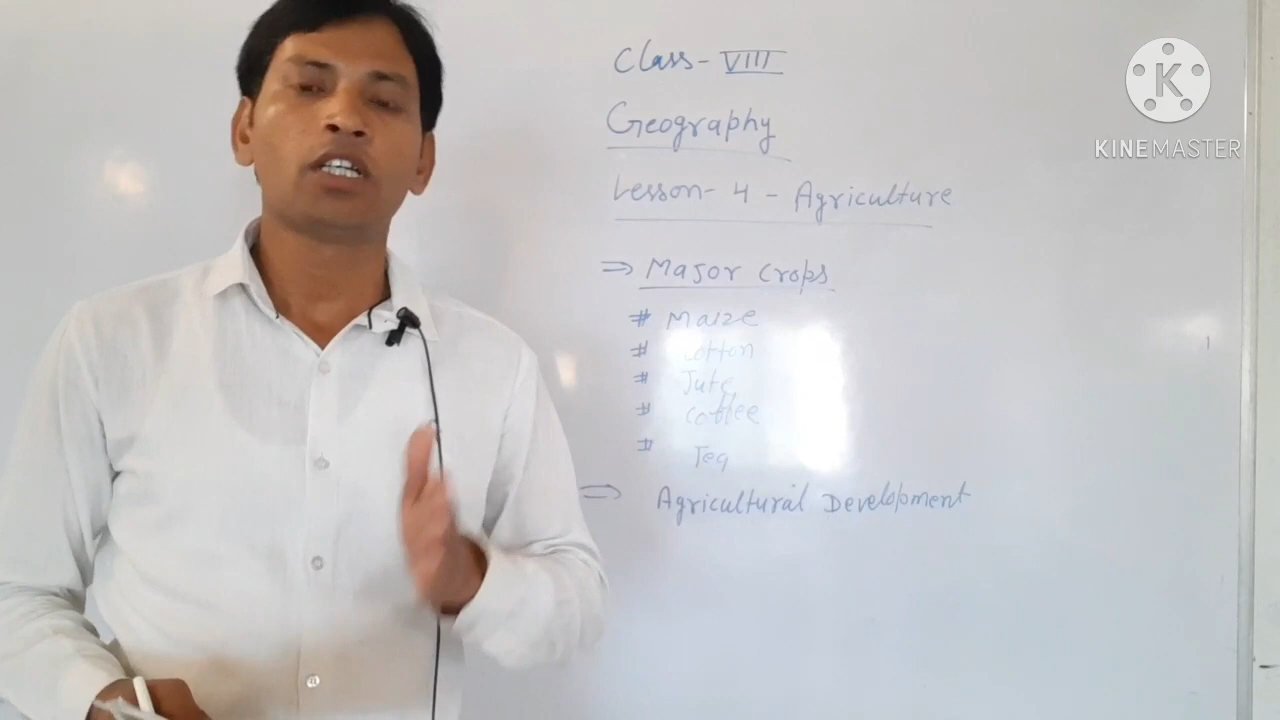 Class - VIII
Geography
Lesson - 4 - Agriculture
⇒ Major Crops
# Maize
# Cotton
# Jute
# Coffee
# Tea
⇒ Agricultural Development
K
KINEMASTER